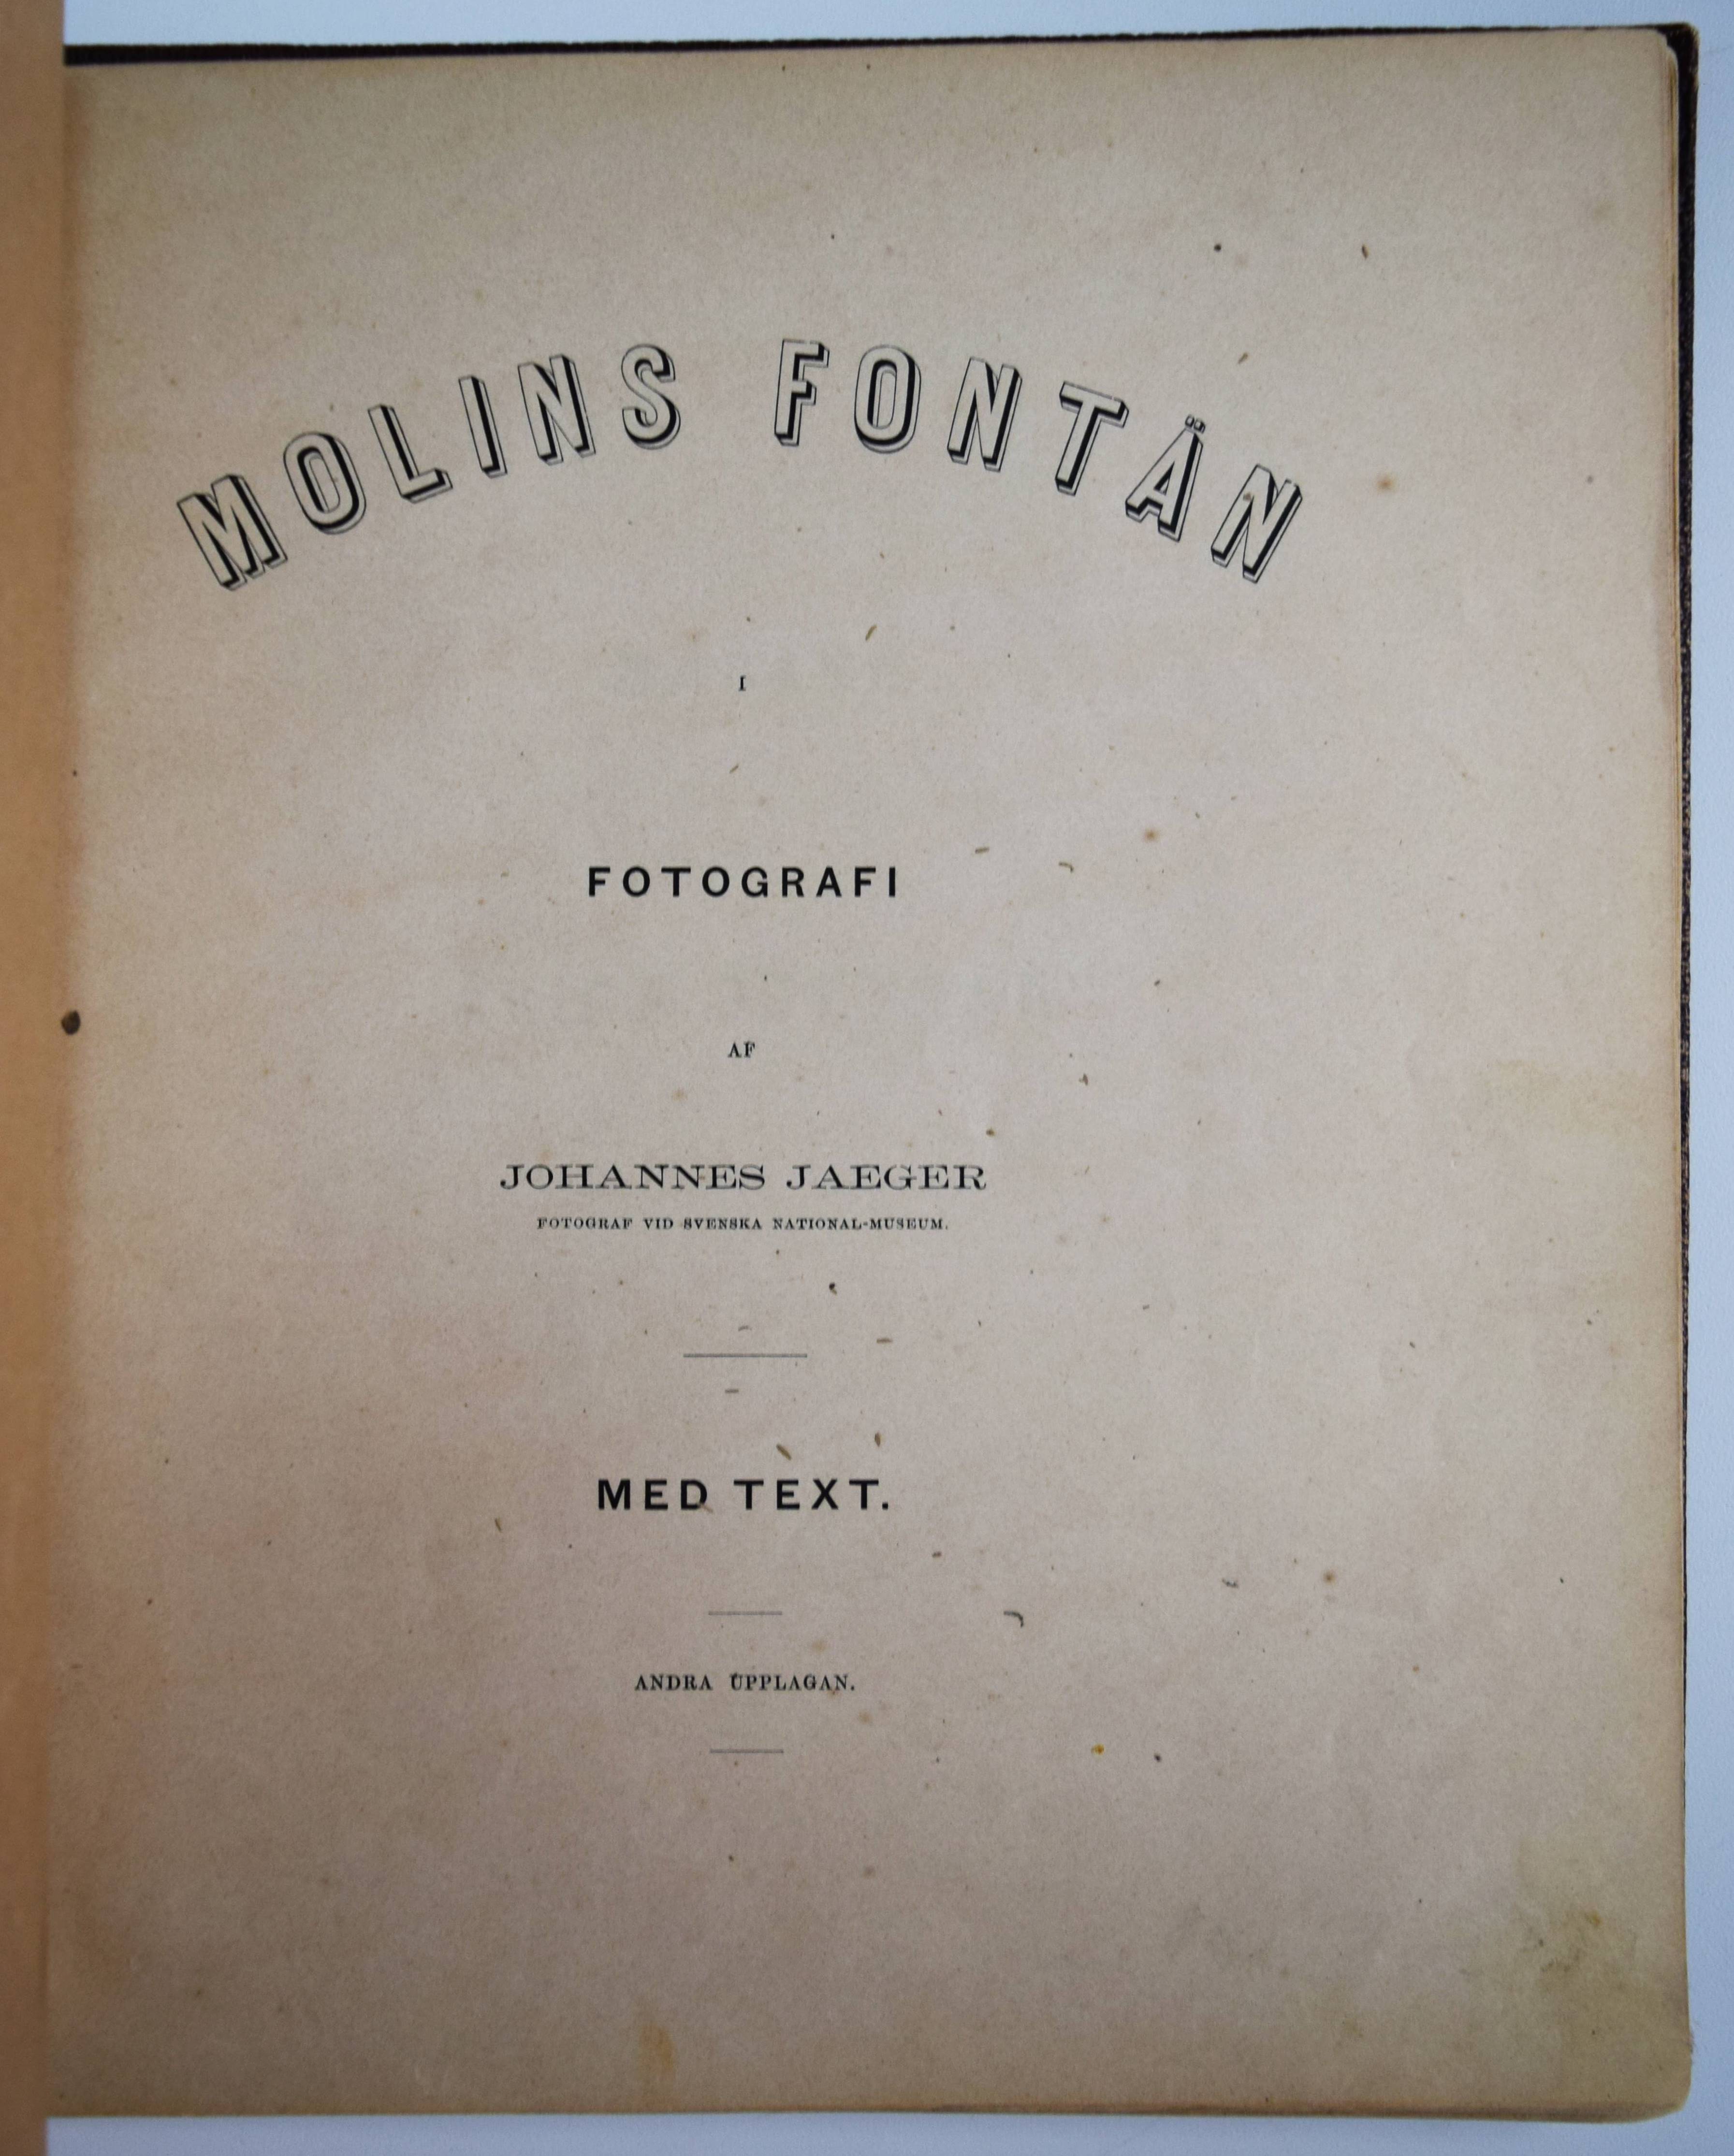 MOLINS FONTÄN
I
FOTOGRAFI
AF
JOHANNES JAEGER
FOTOGRAF VID SVENSKA NATIONAL-MUSEUM.
MED TEXT.
ANDRA UPPLAGAN.